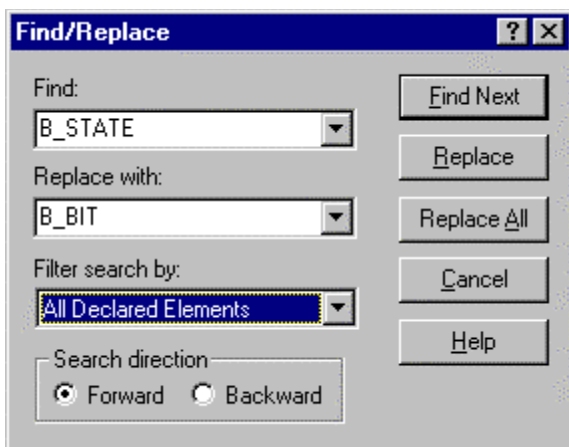 Find/Replace
Find:
B_STATE
Replace with:
B_BIT
Filter search by:
All Declared Elements
Search direction
Forward Backward
Find Next
Replace
Replace All
Cancel
Help